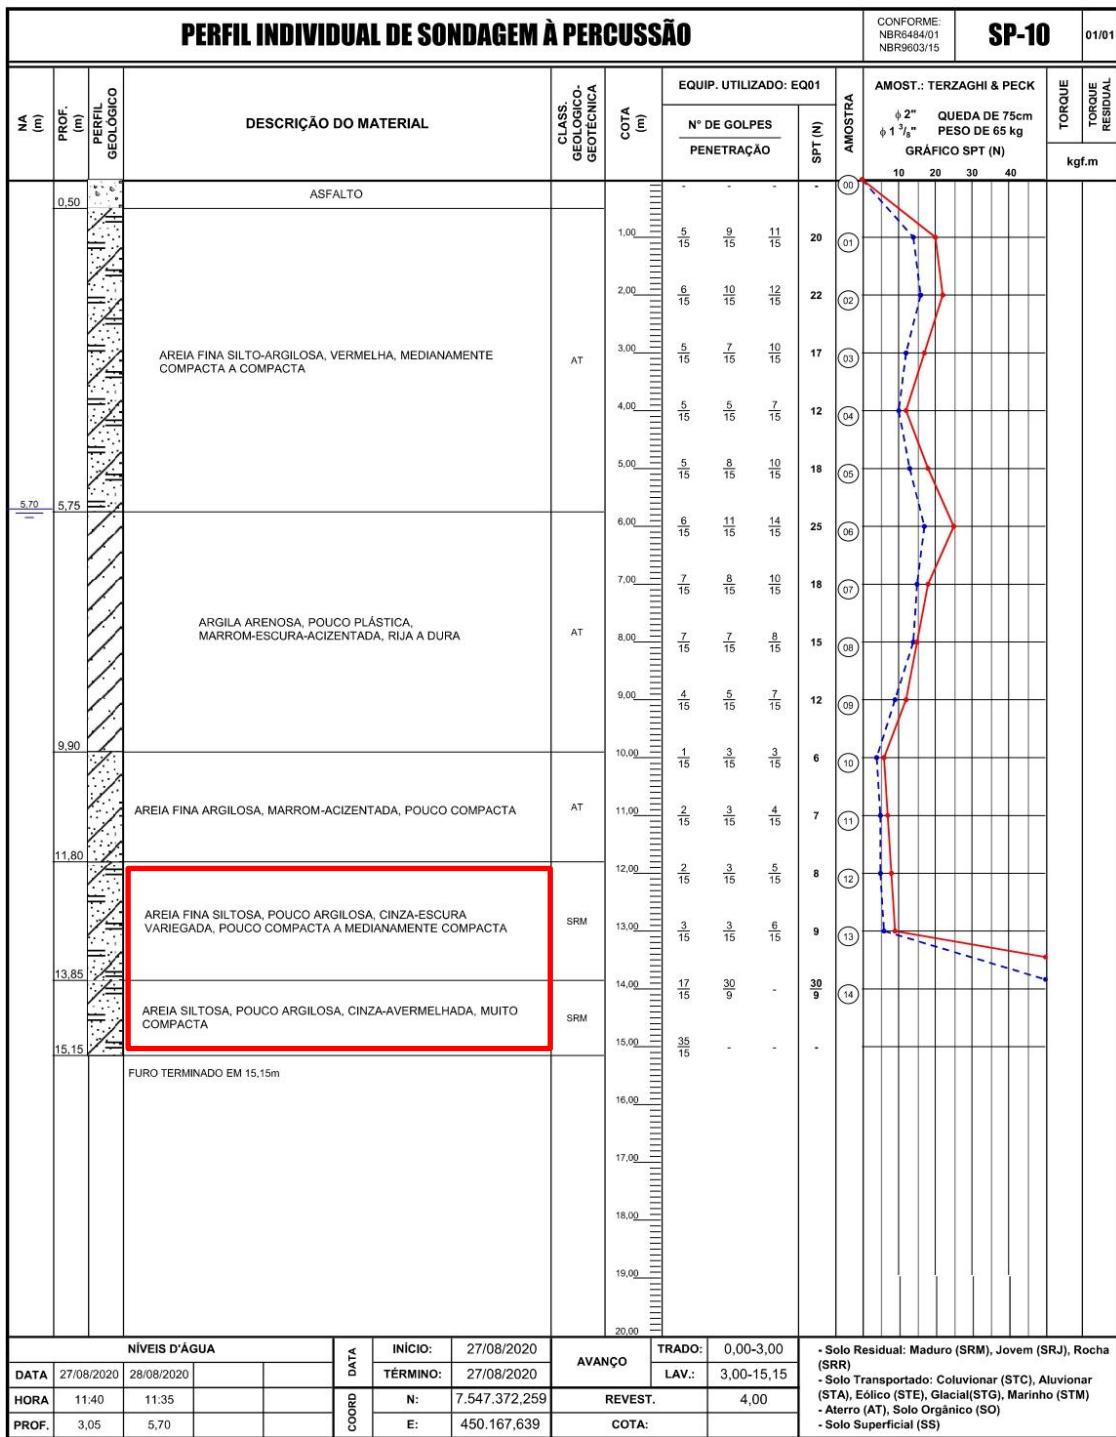 PERFIL INDIVIDUAL DE SONDAGEM À PERCUSSÃO
CONFORME:
NBR6484/01
NBR9603/15
SP-10
01/01
NA
(m)
PROF.
(m)
PERFIL
GEOLÓGICO
DESCRIÇÃO DO MATERIAL
CLASS.
GEOLOGICO-
GEOTÉCNICA
COTA
(m)
EQUIP. UTILIZADO: EQ01
N° DE GOLPES
PENETRAÇÃO
SPT (N)
AMOSTRA
AMOST.: TERZAGHI & PECK
ϕ 2" QUEDA DE 75cm
ϕ 1 3/8" PESO DE 65 kg
GRÁFICO SPT (N)
10 20 30 40
TORQUE
TORQUE
RESIDUAL
kgf.m
ASFALTO
- - - - 00
0,50
1,00 5/15 9/15 11/15 20 01
2,00 6/15 10/15 12/15 22 02
AREIA FINA SILTO-ARGILOSA, VERMELHA, MEDIANAMENTE
COMPACTA A COMPACTA
AT
3,00 5/15 7/15 10/15 17 03
4,00 5/15 5/15 7/15 12 04
5,00 5/15 8/15 10/15 18 05
5,70 5,75
6,00 6/15 11/15 14/15 25 06
7,00 7/15 8/15 10/15 18 07
ARGILA ARENOSA, POUCO PLÁSTICA,
MARROM-ESCURA-ACIZENTADA, RIJA A DURA
AT
8,00 7/15 7/15 8/15 15 08
9,00 4/15 5/15 7/15 12 09
9,90
10,00 1/15 3/15 3/15 6 10
AREIA FINA ARGILOSA, MARROM-ACIZENTADA, POUCO COMPACTA
AT
11,00 2/15 3/15 4/15 7 11
11,80
12,00 2/15 3/15 5/15 8 12
AREIA FINA SILTOSA, POUCO ARGILOSA, CINZA-ESCURA
VARIEGADA, POUCO COMPACTA A MEDIANAMENTE COMPACTA
SRM
13,00 3/15 3/15 6/15 9 13
13,85
14,00 17/15 30/9 - 30/9 14
AREIA SILTOSA, POUCO ARGILOSA, CINZA-AVERMELHADA, MUITO
COMPACTA
SRM
15,00 35/15 - - -
15,15
FURO TERMINADO EM 15,15m
16,00
17,00
18,00
19,00
20,00
NÍVEIS D'ÁGUA
DATA 27/08/2020 28/08/2020
HORA 11:40 11:35
PROF. 3,05 5,70
DATA
INÍCIO: 27/08/2020
TÉRMINO: 27/08/2020
COORD
N: 7.547.372,259
E: 450.167,639
AVANÇO
TRADO: 0,00-3,00
LAV.: 3,00-15,15
REVEST. 4,00
COTA:
- Solo Residual: Maduro (SRM), Jovem (SRJ), Rocha
(SRR)
- Solo Transportado: Coluvionar (STC), Aluvionar
(STA), Eólico (STE), Glacial(STG), Marinho (STM)
- Aterro (AT), Solo Orgânico (SO)
- Solo Superficial (SS)